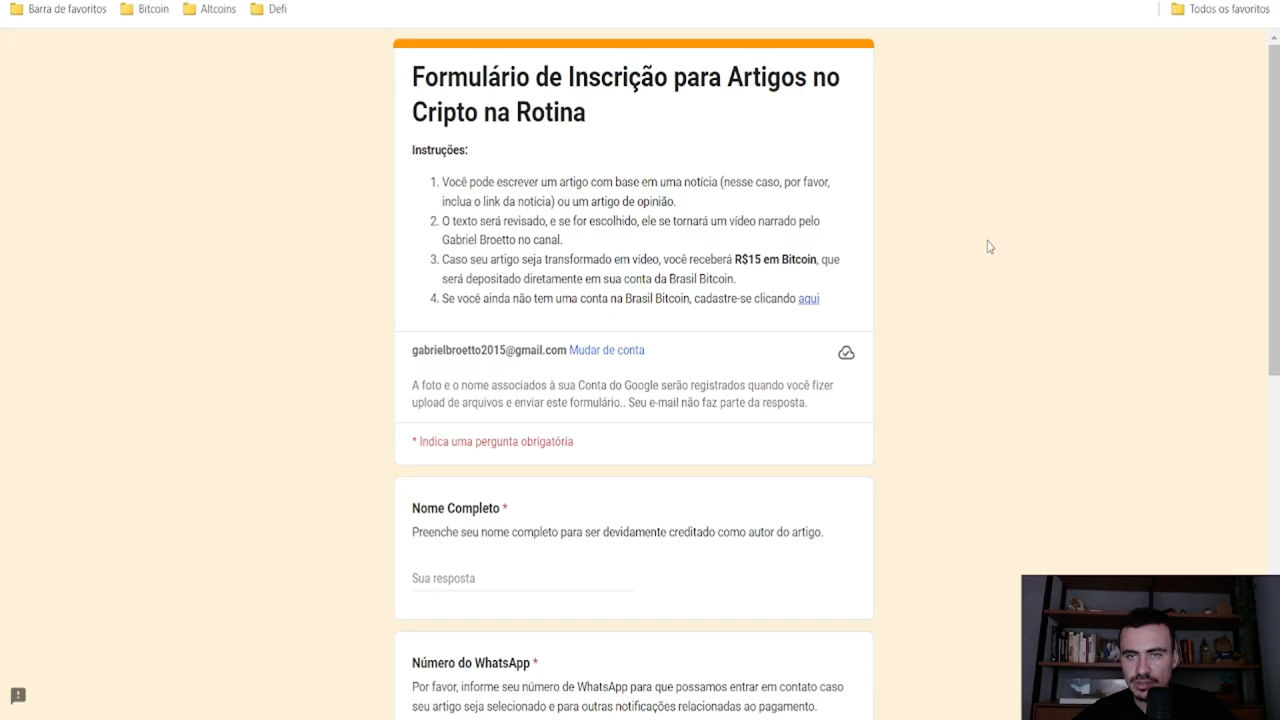 Barra de favoritos Bitcoin Altcoins Defi Todos os favoritos
Formulário de Inscrição para Artigos no
Cripto na Rotina
Instruções:
1. Você pode escrever um artigo com base em uma notícia (nesse caso, por favor,
inclua o link da notícia) ou um artigo de opinião.
2. O texto será revisado, e se for escolhido, ele se tornará um vídeo narrado pelo
Gabriel Broetto no canal.
3. Caso seu artigo seja transformado em vídeo, você receberá R$15 em Bitcoin, que
será depositado diretamente em sua conta da Brasil Bitcoin.
4. Se você ainda não tem uma conta na Brasil Bitcoin, cadastre-se clicando aqui
gabrielbroetto2015@gmail.com Mudar de conta
A foto e o nome associados à sua Conta do Google serão registrados quando você fizer
upload de arquivos e enviar este formulário.. Seu e-mail não faz parte da resposta.
* Indica uma pergunta obrigatória
Nome Completo *
Preenche seu nome completo para ser devidamente creditado como autor do artigo.
Sua resposta
Número do WhatsApp *
Por favor, informe seu número de WhatsApp para que possamos entrar em contato caso
seu artigo seja selecionado e para outras notificações relacionadas ao pagamento.